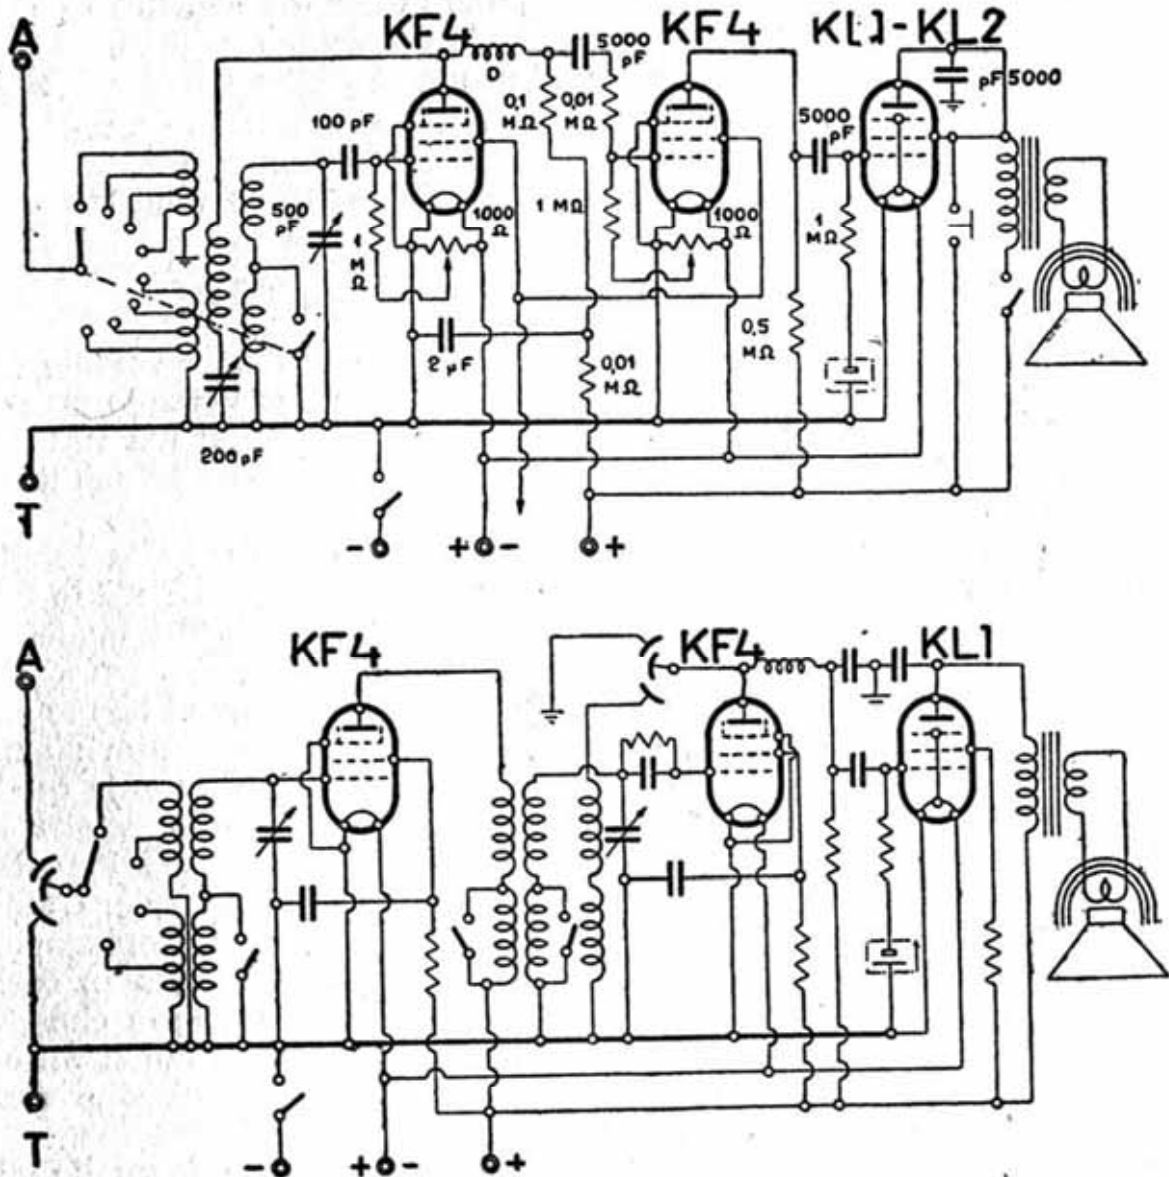 A
KF4
KF4
KL1-KL2
D
5000
pF
pF 5000
100 pF
0,1
MΩ
0,01
MΩ
5000
pF
500
pF
1
M
Ω
1000
Ω
1 MΩ
1000
Ω
1
MΩ
2 µF
0,01
MΩ
0,5
MΩ
200 pF
T
- + - +
A
KF4
KF4
KL1
T
- + - +